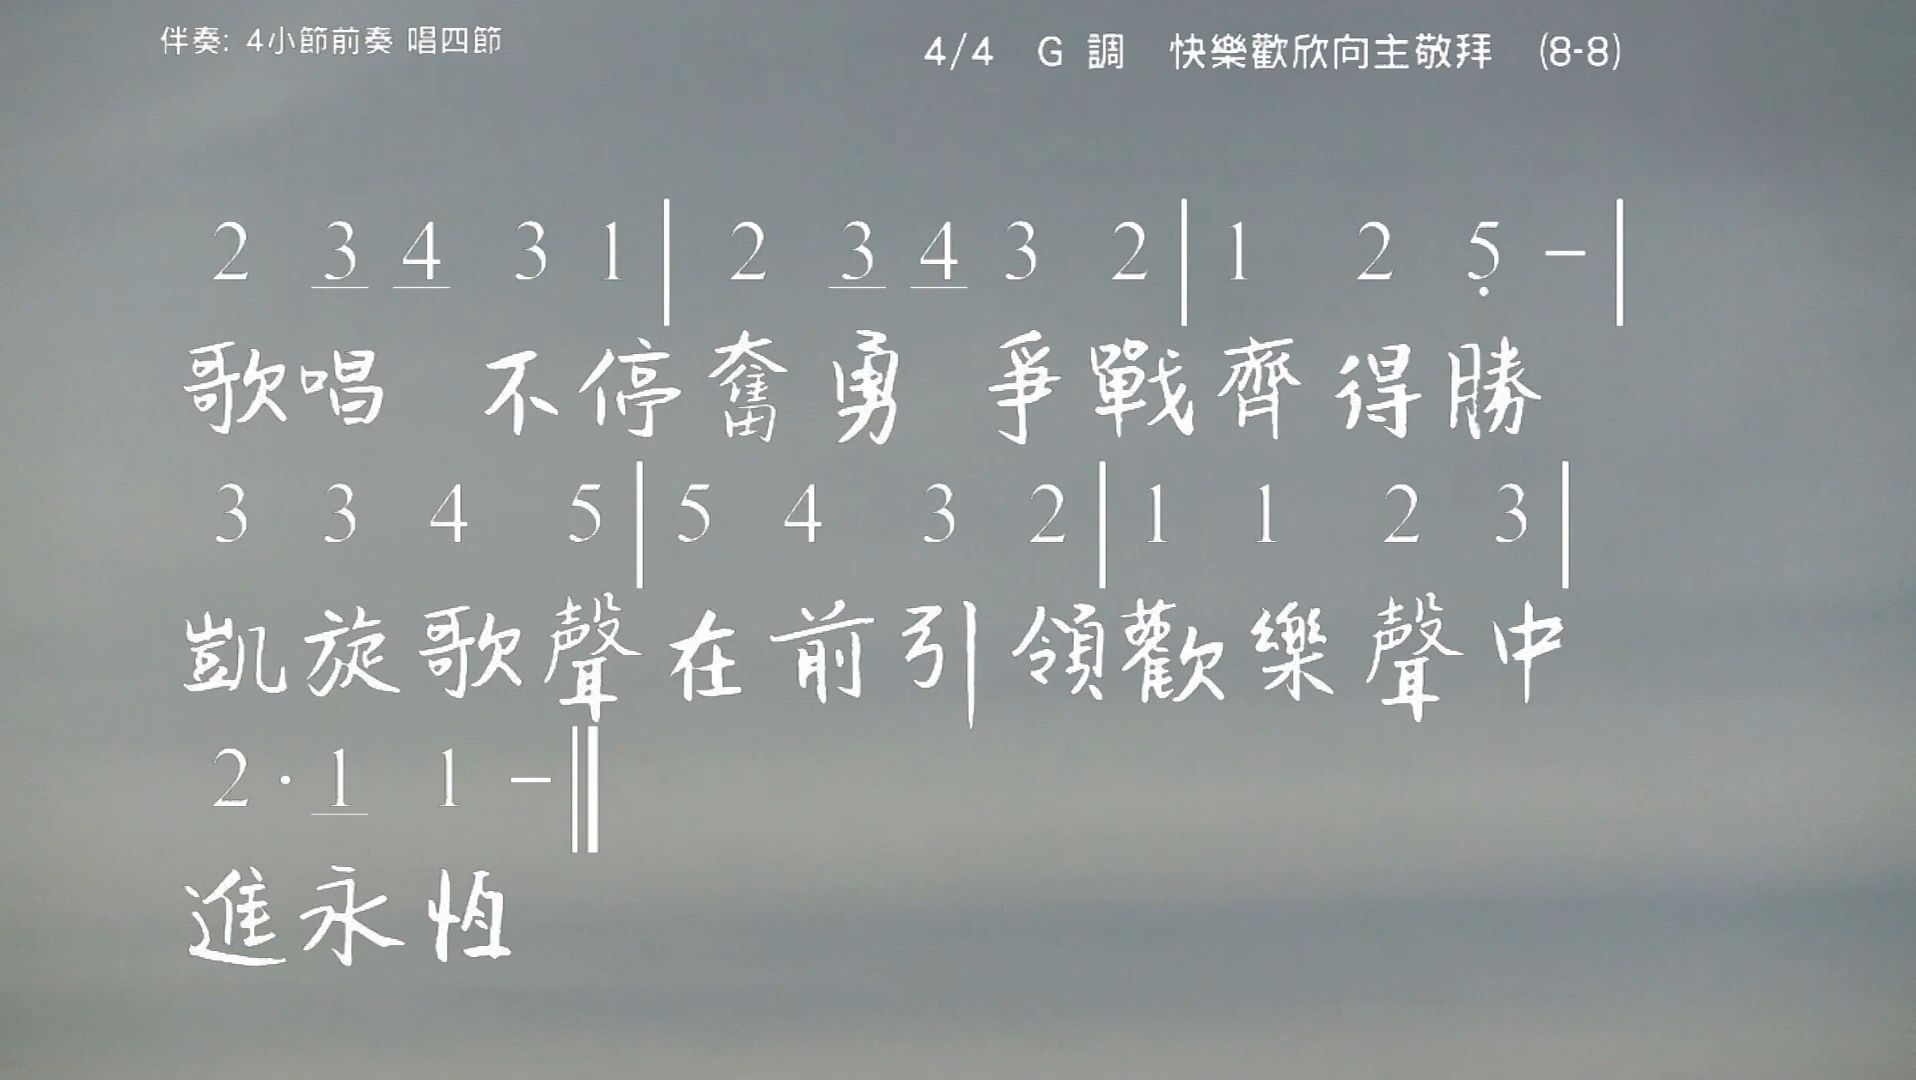 伴奏: 4小節前奏 唱四節
4/4 G 調 快樂歡欣向主敬拜 (8-8)
2 3 4 3 1 | 2 3 4 3 2 | 1 2 5 – |
歌唱 不停奮勇 爭戰齊得勝
3 3 4 5 | 5 4 3 2 | 1 1 2 3 |
凱旋歌聲在前引領歡樂聲中
2 · 1 1 – ||
進永恆